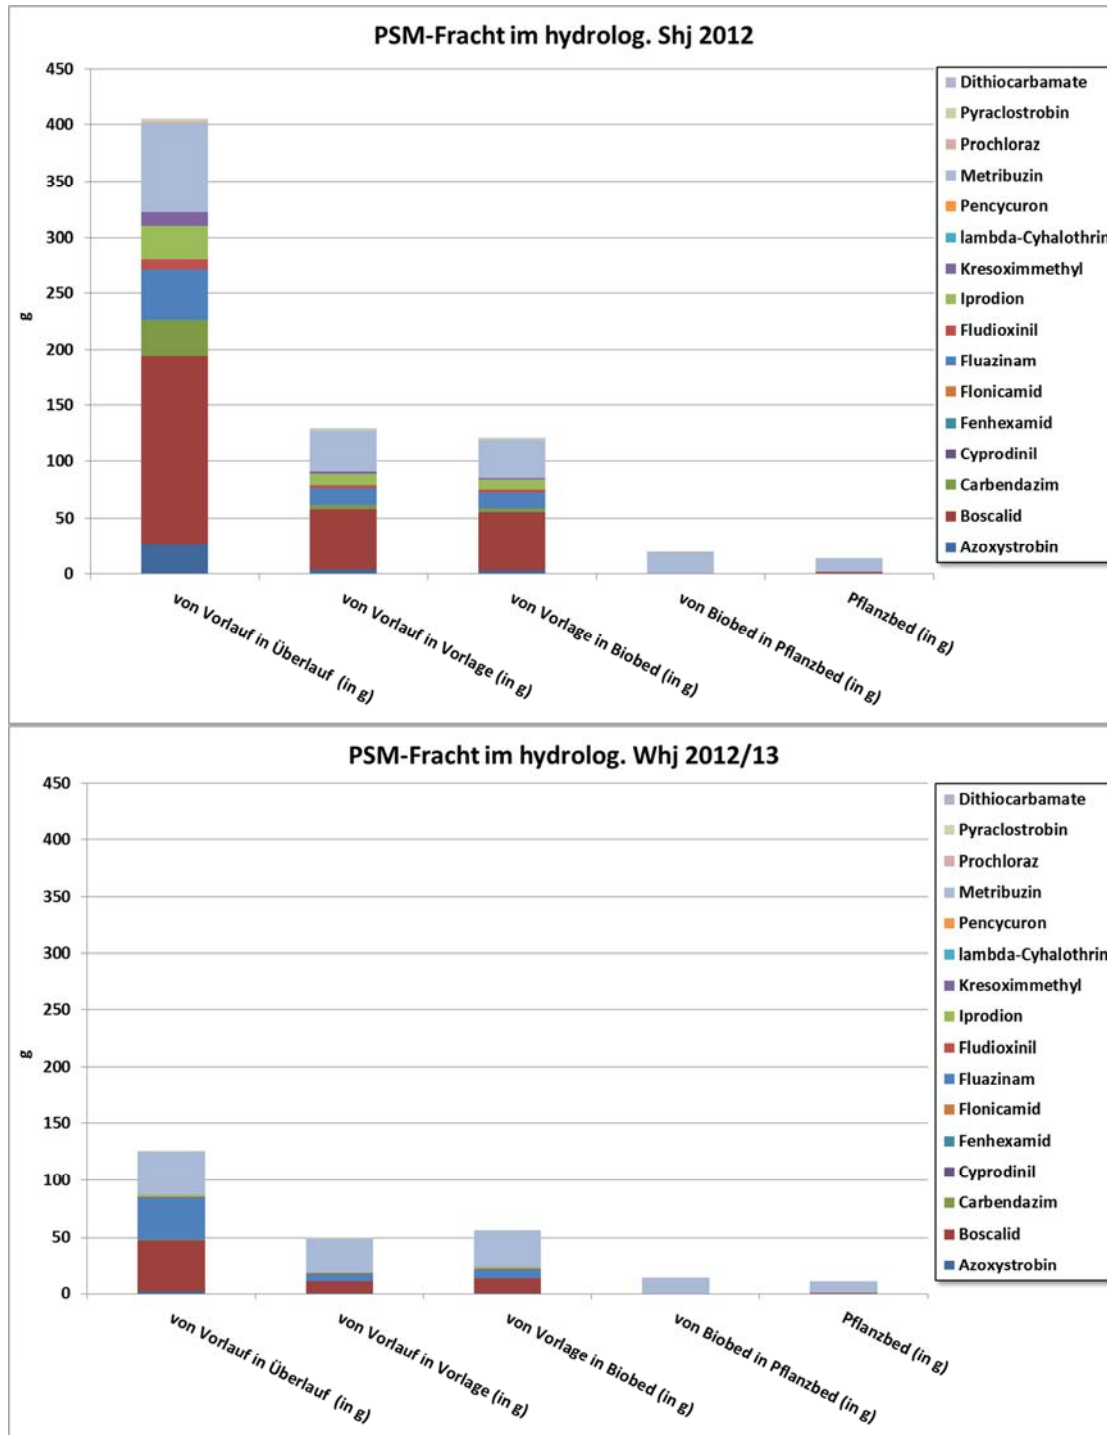 PSM-Fracht im hydrolog. Shj 2012
450
400
350
300
250
200
150
100
50
0
g
von Vorlauf in Überlauf (in g)
von Vorlauf in Vorlage (in g)
von Vorlage in Biobed (in g)
von Biobed in Pflanzbed (in g)
Pflanzbed (in g)
Dithiocarbamate
Pyraclostrobin
Prochloraz
Metribuzin
Pencycuron
lambda-Cyhalothrin
Kresoximmethyl
Iprodion
Fludioxinil
Fluazinam
Flonicamid
Fenhexamid
Cyprodinil
Carbendazim
Boscalid
Azoxystrobin
PSM-Fracht im hydrolog. Whj 2012/13
450
400
350
300
250
200
150
100
50
0
g
von Vorlauf in Überlauf (in g)
von Vorlauf in Vorlage (in g)
von Vorlage in Biobed (in g)
von Biobed in Pflanzbed (in g)
Pflanzbed (in g)
Dithiocarbamate
Pyraclostrobin
Prochloraz
Metribuzin
Pencycuron
lambda-Cyhalothrin
Kresoximmethyl
Iprodion
Fludioxinil
Fluazinam
Flonicamid
Fenhexamid
Cyprodinil
Carbendazim
Boscalid
Azoxystrobin